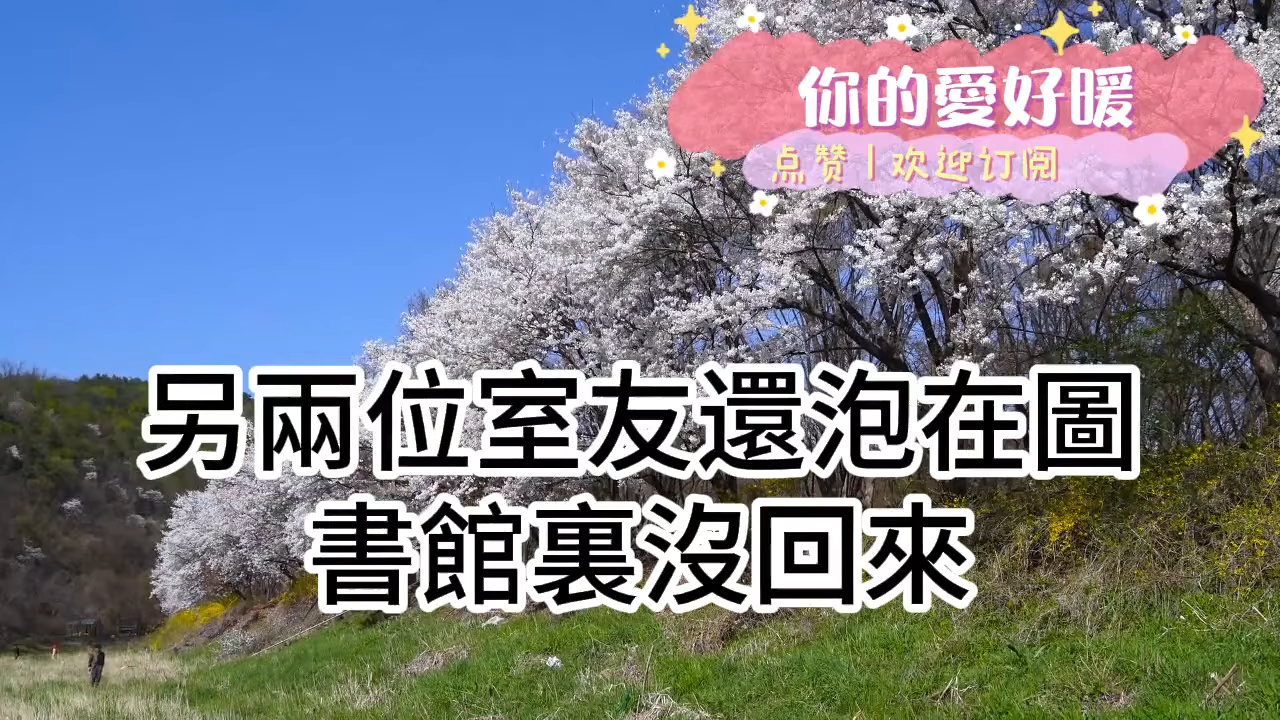 你的愛好暖
点赞 | 欢迎订阅
另兩位室友還泡在圖
書館裏沒回來